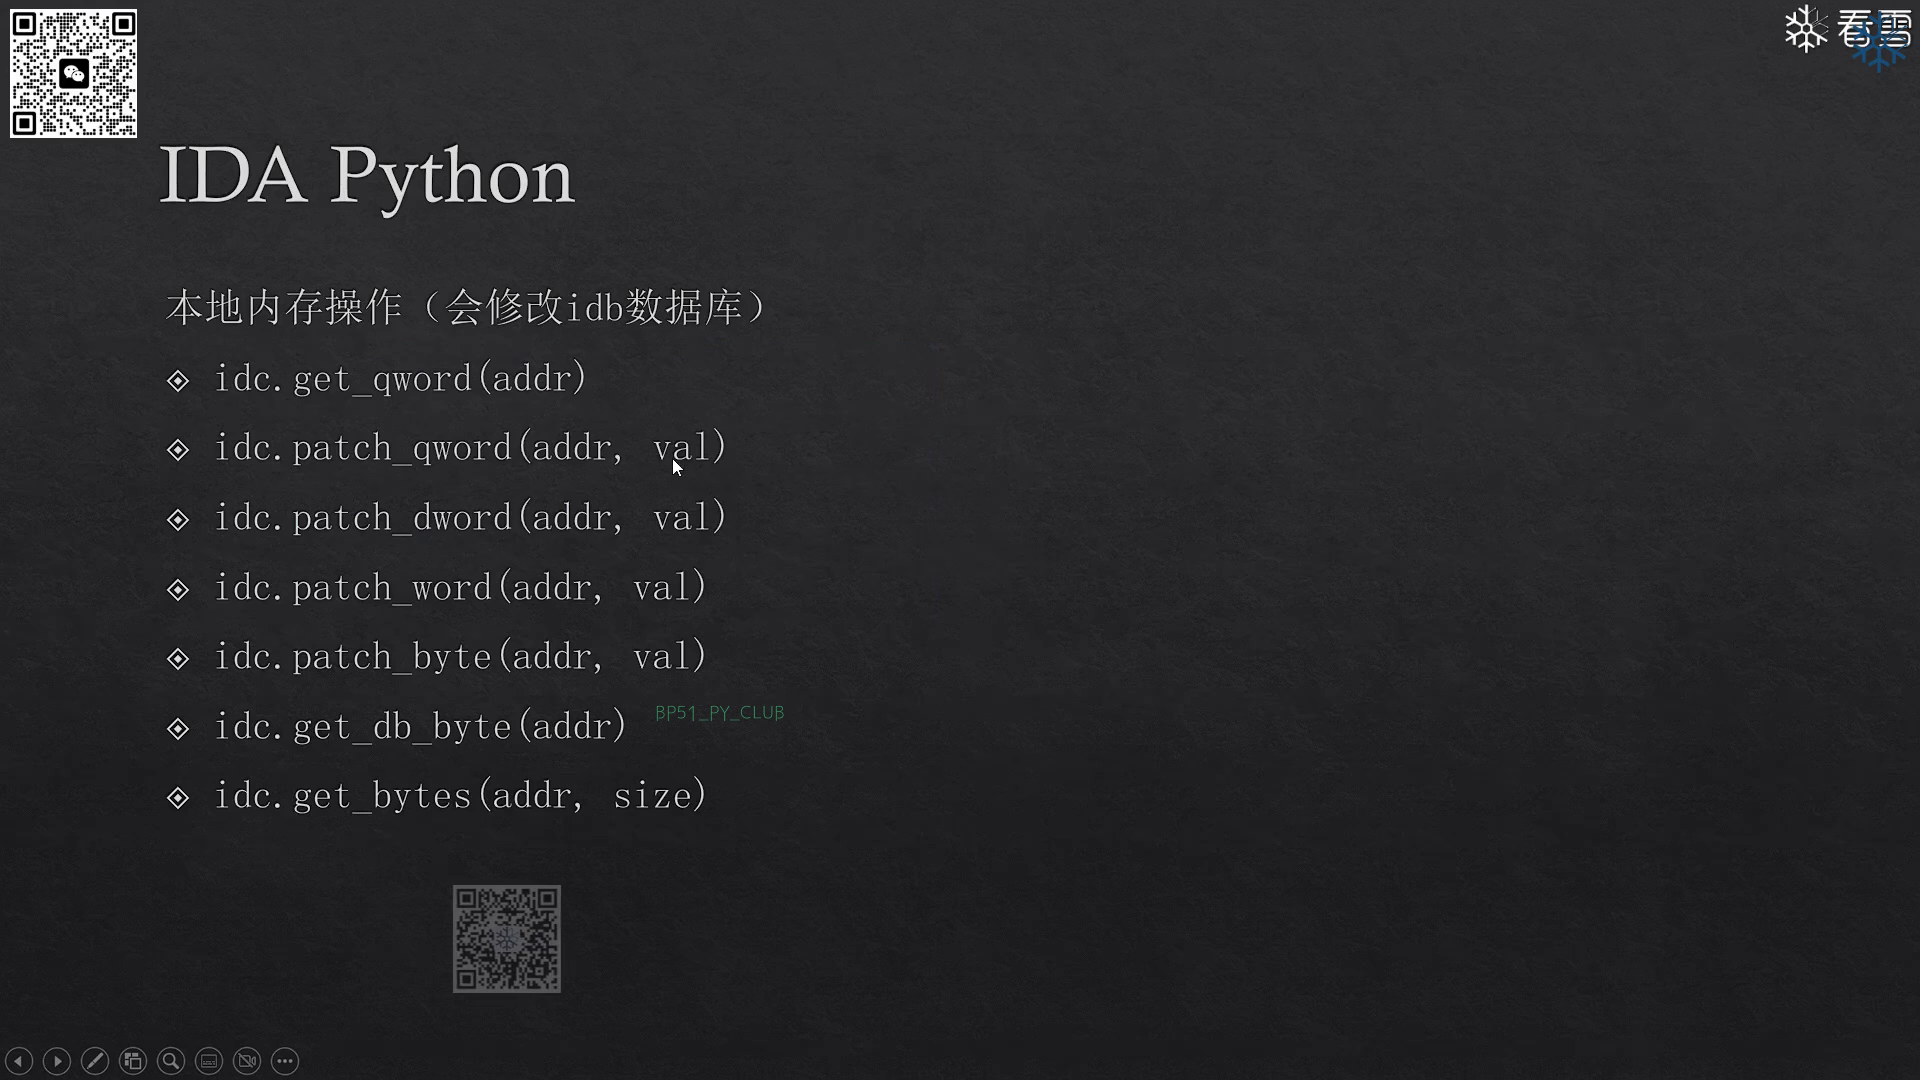 看雪
IDA Python
本地内存操作（会修改idb数据库）
idc.get_qword(addr)
idc.patch_qword(addr, val)
idc.patch_dword(addr, val)
idc.patch_word(addr, val)
idc.patch_byte(addr, val)
idc.get_db_byte(addr)
BP51_PY_CLUB
idc.get_bytes(addr, size)